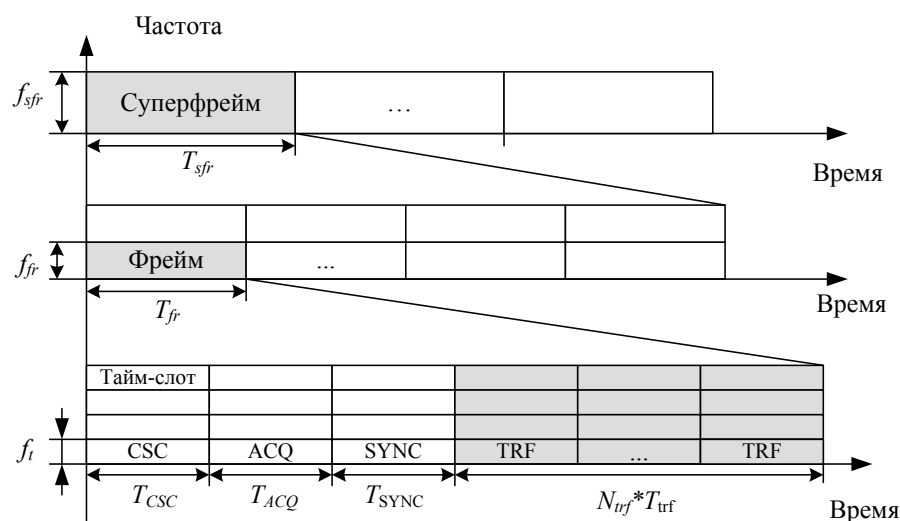 Частота
f_sfr
Суперфрейм
...
T_sfr
Время
f_fr
Фрейм
...
T_fr
Время
Тайм-слот
f_t
CSC ACQ SYNC TRF ... TRF
T_CSC T_ACQ T_SYNC N_trf*T_trf
Время